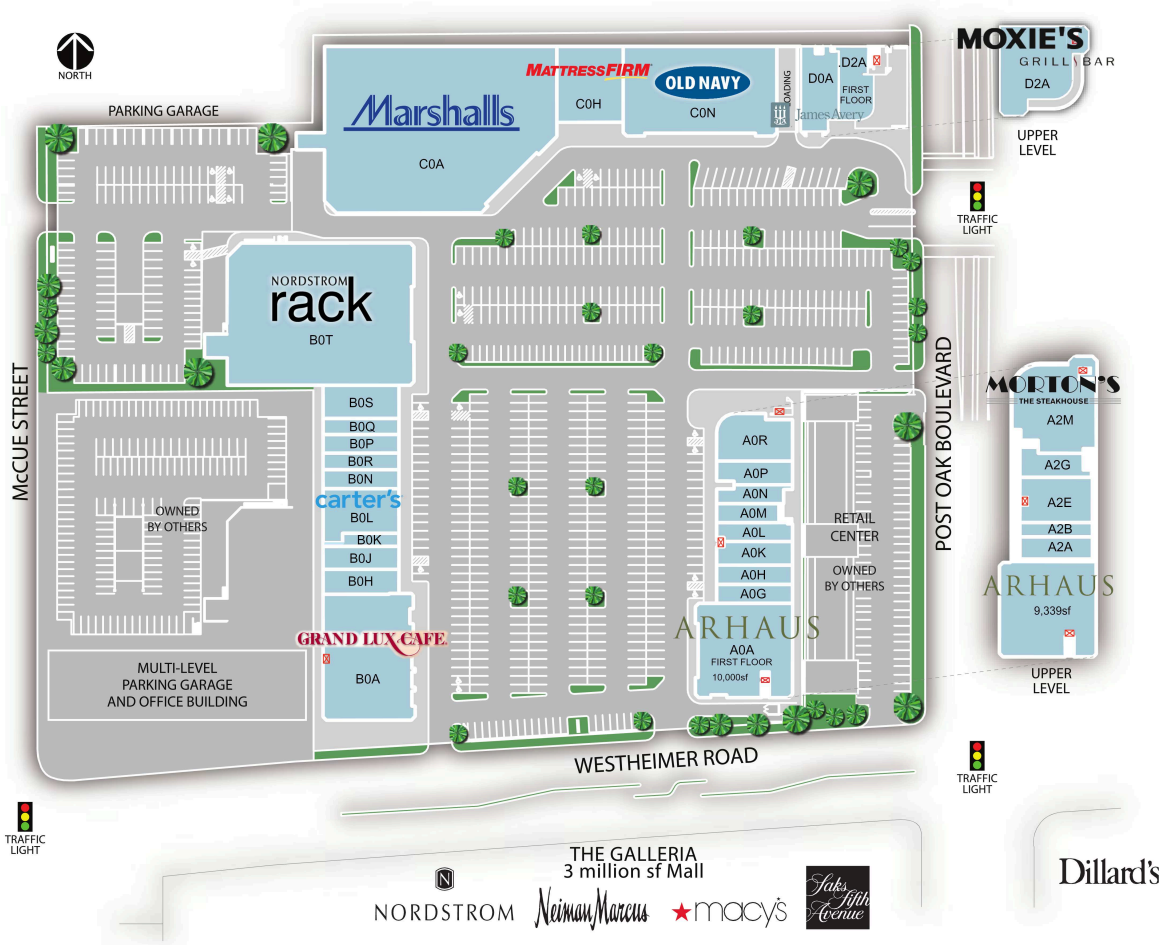 NORTH
PARKING GARAGE
Marshalls
C0A
MATTRESSFIRM
C0H
OLD NAVY
C0N
LOADING
James Avery
D0A
D2A
FIRST
FLOOR
MOXIE'S
GRILL BAR
D2A
UPPER
LEVEL
TRAFFIC
LIGHT
NORDSTROM
rack
B0T
McCUE STREET
POST OAK BOULEVARD
B0S
B0Q
B0P
B0R
B0N
carter's
B0L
B0K
B0J
B0H
GRAND LUX CAFE
B0A
OWNED
BY OTHERS
MULTI-LEVEL
PARKING GARAGE
AND OFFICE BUILDING
A0R
A0P
A0N
A0M
A0L
A0K
A0H
A0G
ARHAUS
A0A
FIRST FLOOR
10,000sf
RETAIL
CENTER
OWNED
BY OTHERS
MORTON'S
THE STEAKHOUSE
A2M
A2G
A2E
A2B
A2A
ARHAUS
9,339sf
UPPER
LEVEL
WESTHEIMER ROAD
TRAFFIC
LIGHT
TRAFFIC
LIGHT
THE GALLERIA
3 million sf Mall
N
NORDSTROM
Neiman Marcus
macy's
Saks
fifth
Avenue
Dillard's